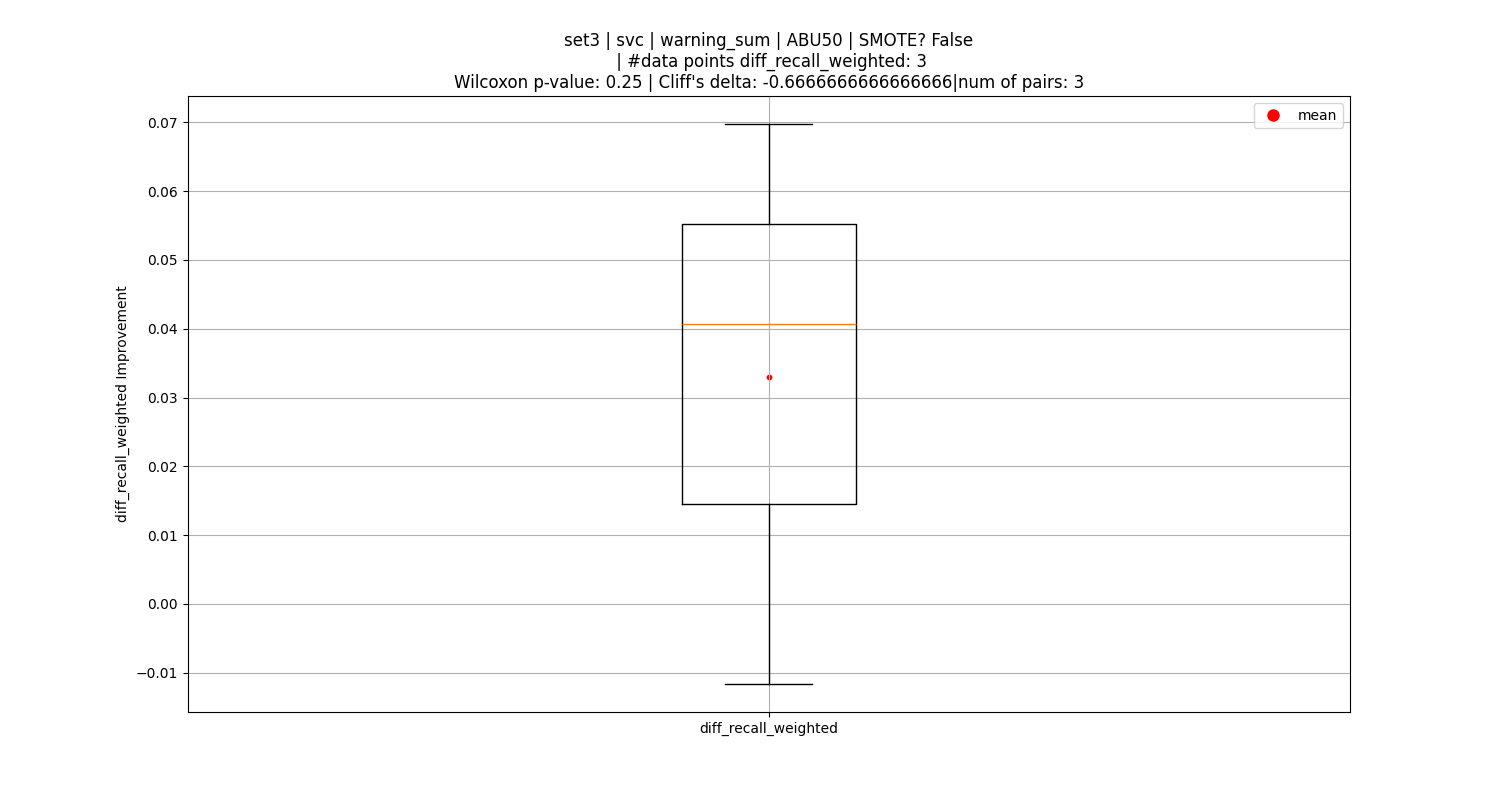 set3 | svc | warning_sum | ABU50 | SMOTE? False
| #data points diff_recall_weighted: 3
Wilcoxon p-value: 0.25 | Cliff's delta: -0.6666666666666666|num of pairs: 3
mean
0.07
0.06
0.05
0.04
0.03
0.02
0.01
0.00
−0.01
diff_recall_weighted Improvement
diff_recall_weighted